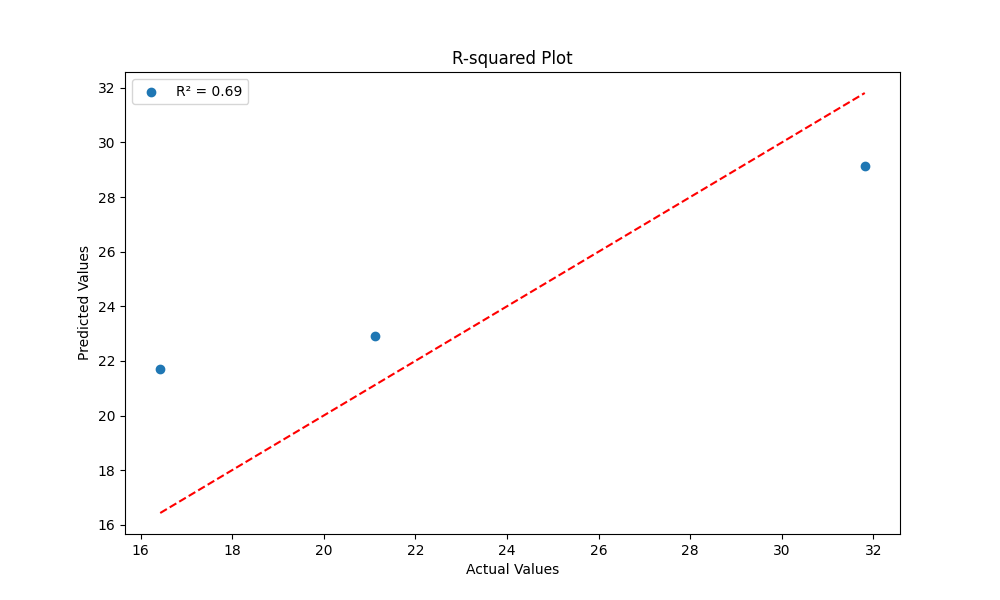 R-squared Plot
R² = 0.69
32
30
28
26
24
22
20
18
16
Predicted Values
16 18 20 22 24 26 28 30 32
Actual Values